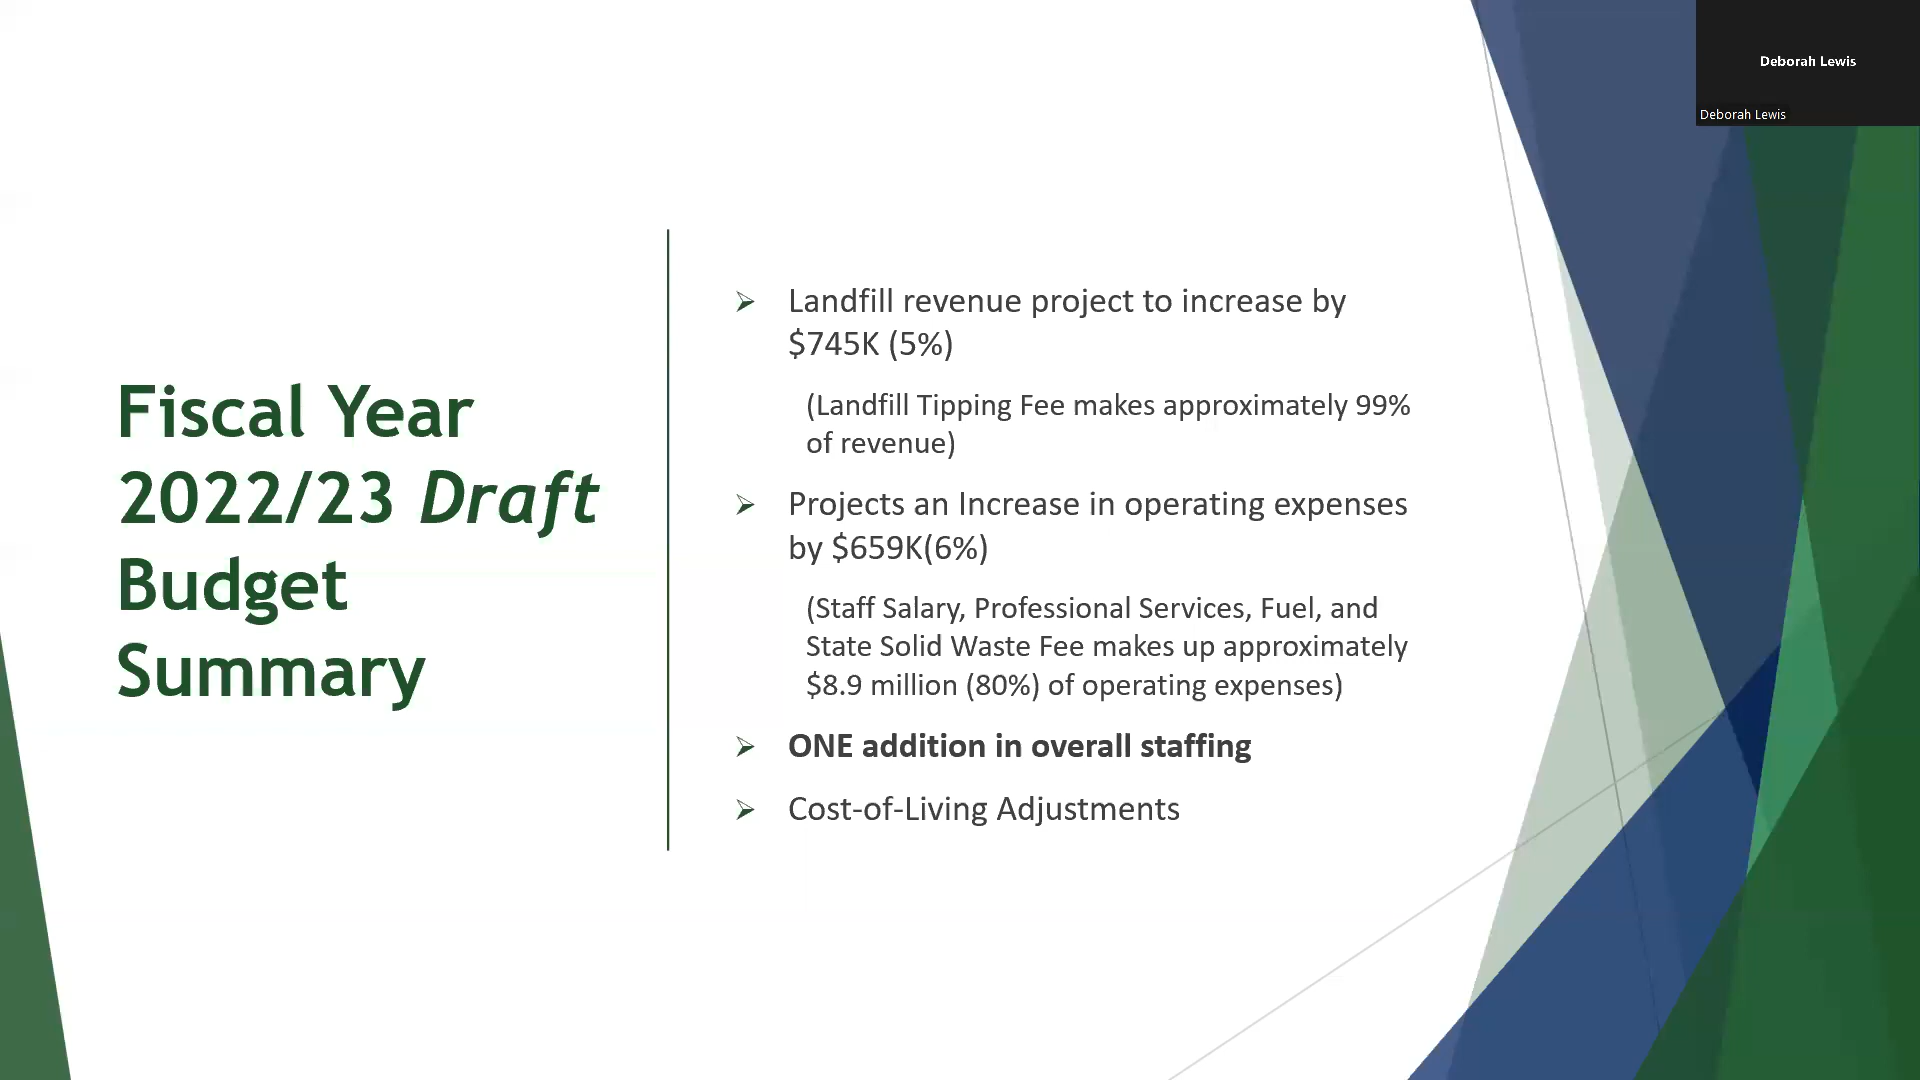 Deborah Lewis
Deborah Lewis
Fiscal Year
2022/23 Draft
Budget
Summary
Landfill revenue project to increase by
$745K (5%)
(Landfill Tipping Fee makes approximately 99%
of revenue)
Projects an Increase in operating expenses
by $659K(6%)
(Staff Salary, Professional Services, Fuel, and
State Solid Waste Fee makes up approximately
$8.9 million (80%) of operating expenses)
ONE addition in overall staffing
Cost-of-Living Adjustments